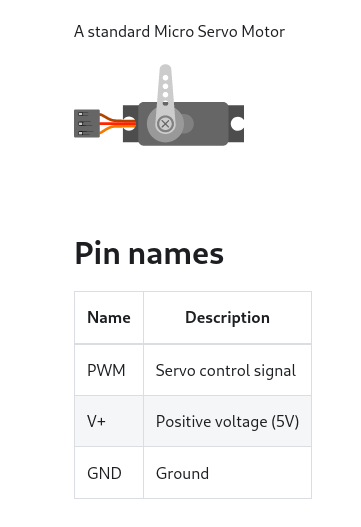 A standard Micro Servo Motor
Pin names
Name Description
PWM Servo control signal
V+ Positive voltage (5V)
GND Ground